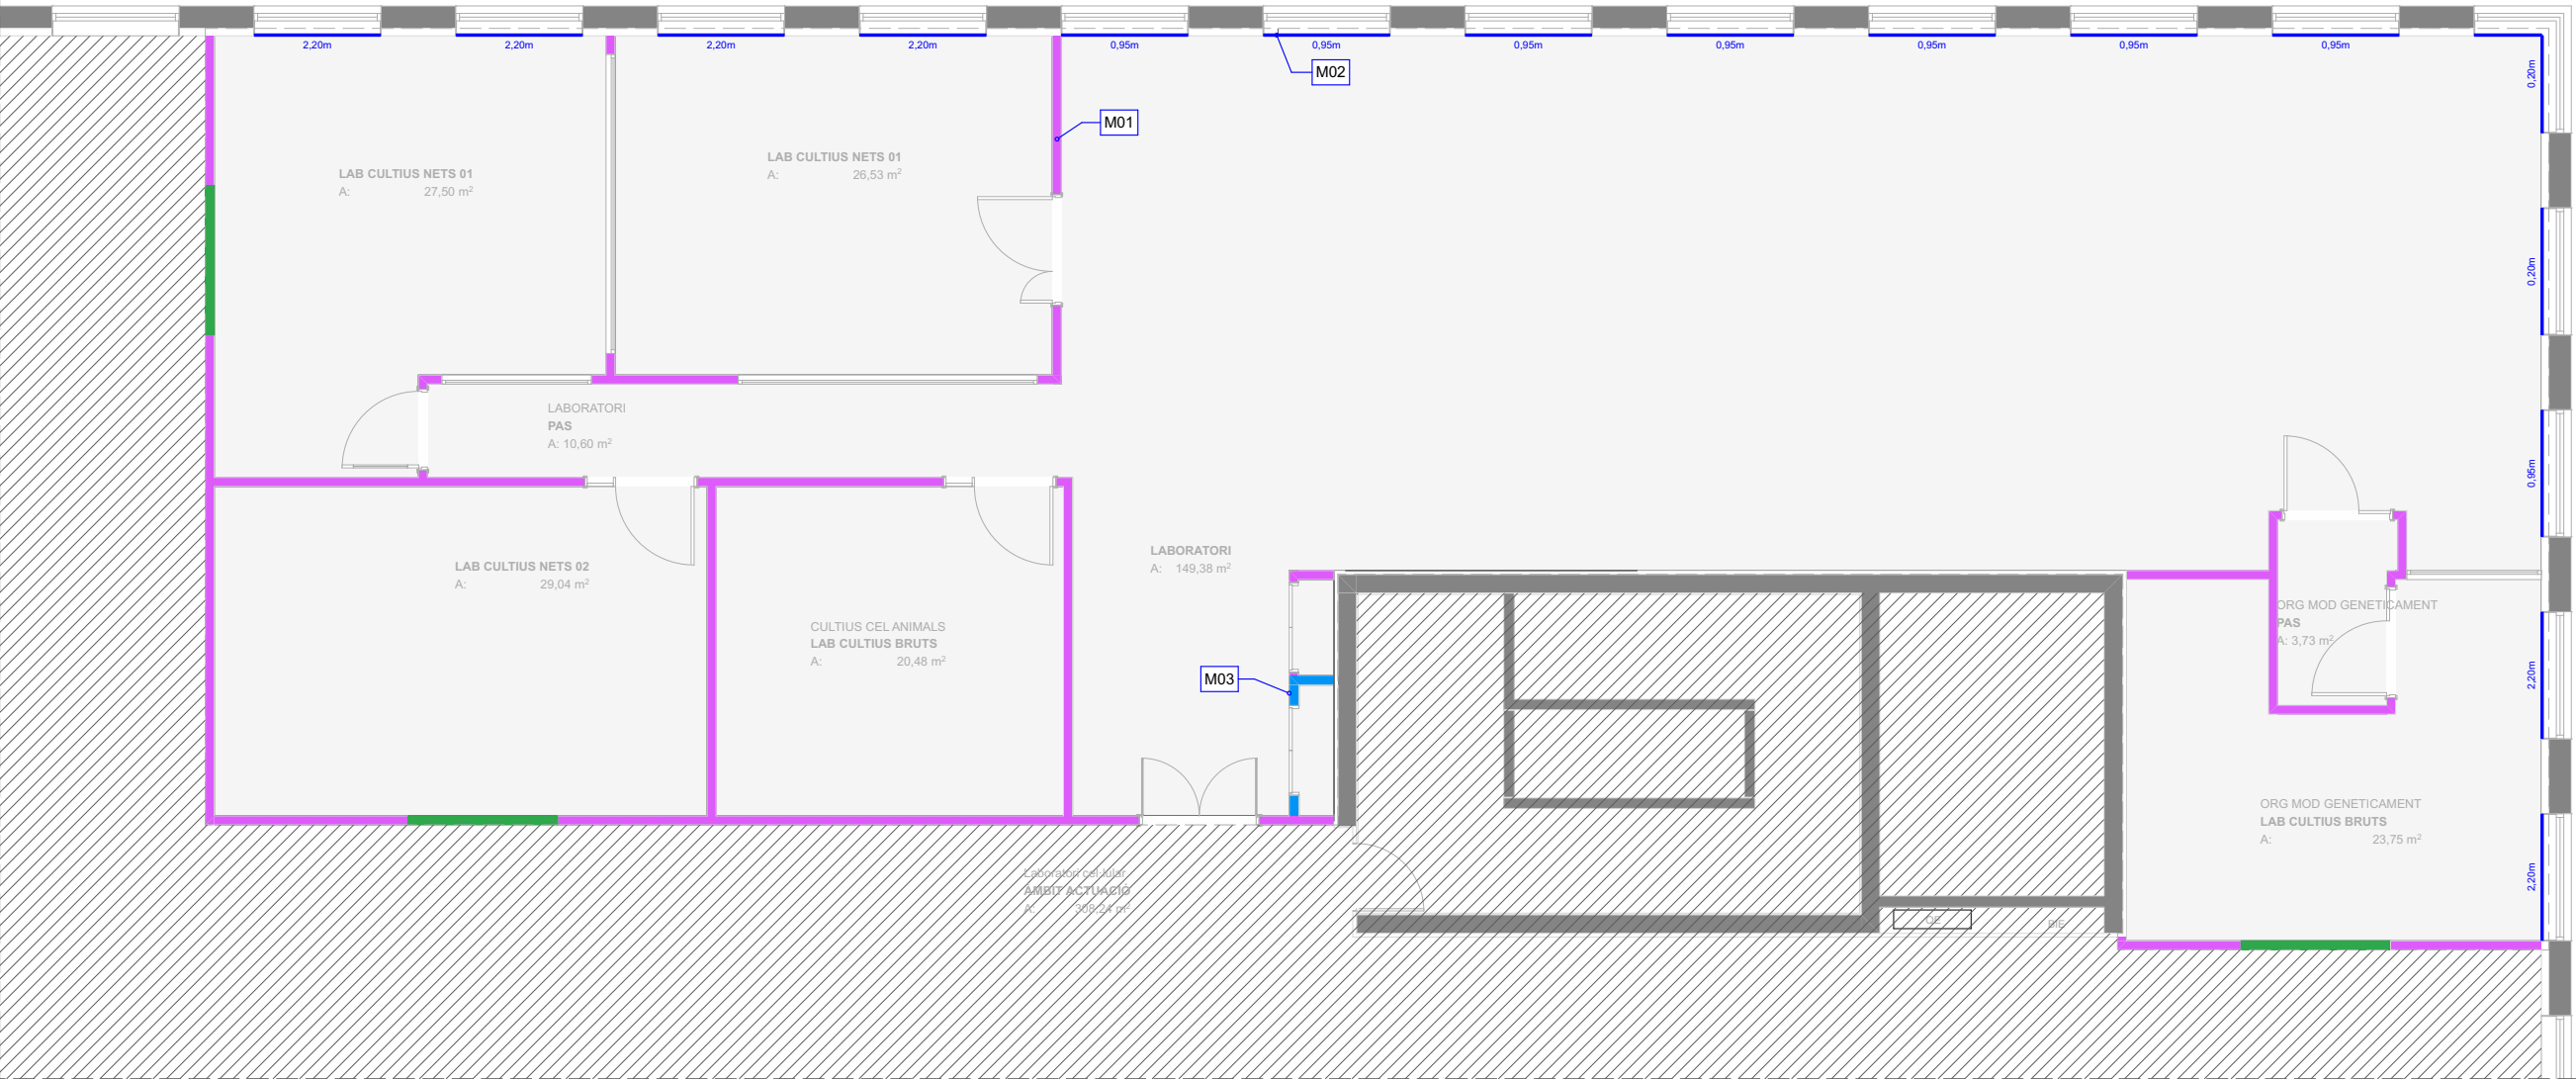 2,20m
2,20m
2,20m
2,20m
0,95m
0,95m
0,95m
0,95m
0,95m
0,95m
0,95m
0,20m
M02
M01
LAB CULTIUS NETS 01
A: 27,50 m²
LAB CULTIUS NETS 01
A: 26,53 m²
0,20m
LABORATORI
PAS
A: 10,60 m²
0,95m
LAB CULTIUS NETS 02
A: 29,04 m²
LABORATORI
A: 149,38 m²
CULTIUS CEL ANIMALS
LAB CULTIUS BRUTS
A: 20,48 m²
M03
ORG MOD GENETICAMENT
PAS
A: 3,73 m²
2,20m
ORG MOD GENETICAMENT
LAB CULTIUS BRUTS
A: 23,75 m²
2,20m
Laboratori cel·lular
AMBIT ACTUACIÓ
A: 308,24 m²
QE
BIE